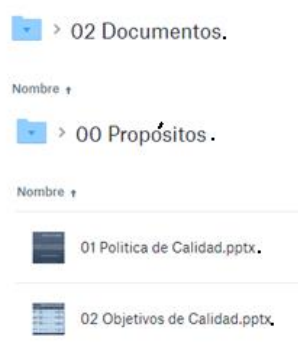 > 02 Documentos.
Nombre ↑
> 00 Propósitos.
Nombre ↑
01 Politica de Calidad.pptx.
02 Objetivos de Calidad.pptx.